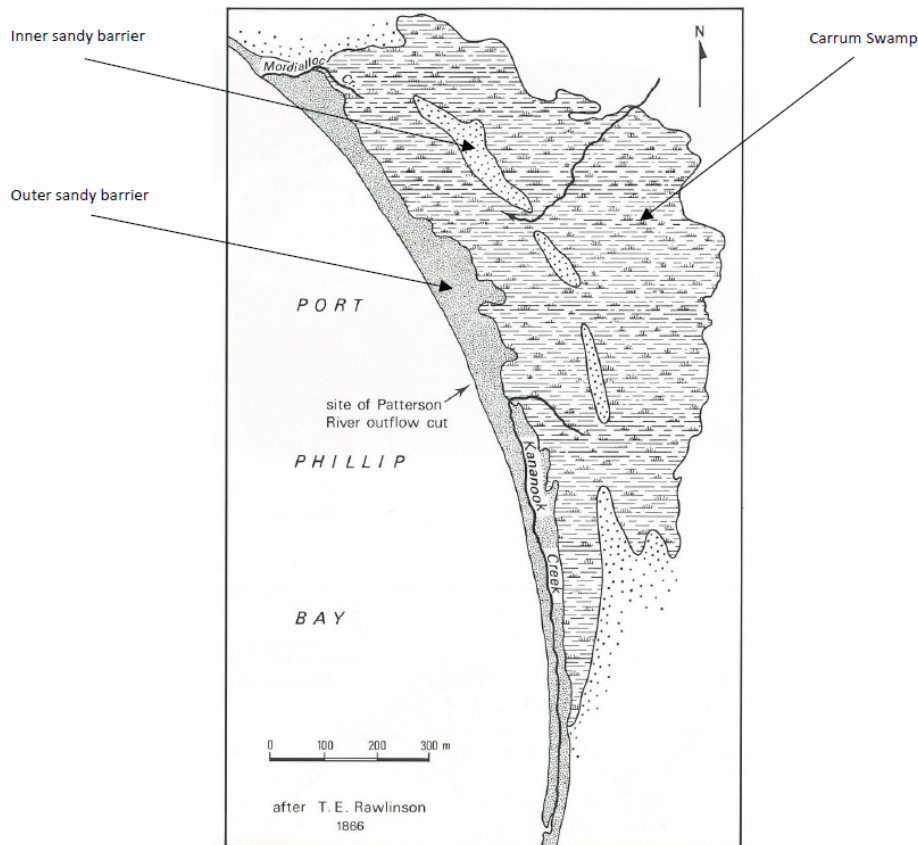 Inner sandy barrier
Carrum Swamp
N
Mordialloc Cr.
Outer sandy barrier
PORT
site of Patterson
River outflow cut
PHILLIP
Kananook
Creek
BAY
0 100 200 300 m
after T.E. Rawlinson
1866